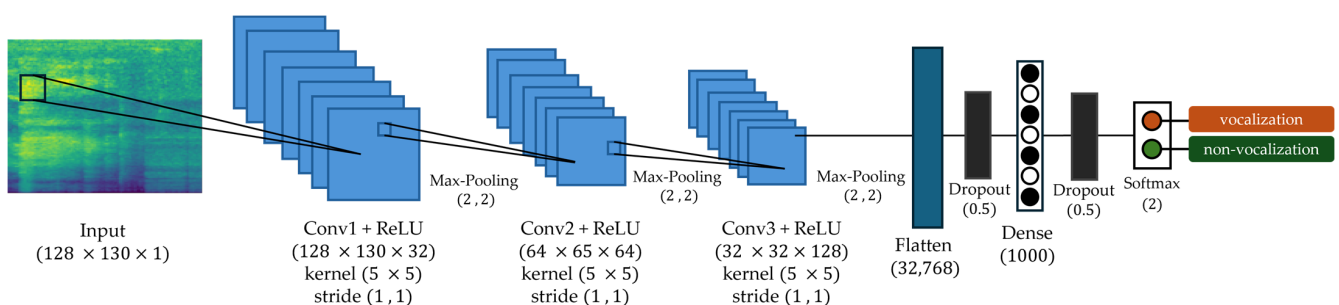 Input
(128 ×130 ×1)
Conv1 + ReLU
(128 ×130 ×32)
kernel (5 ×5)
stride (1 ,1)
Max-Pooling
(2 ,2)
Conv2 + ReLU
(64 ×65 ×64)
kernel (5 ×5)
stride (1 ,1)
Max-Pooling
(2 ,2)
Conv3 + ReLU
(32 ×32 ×128)
kernel (5 ×5)
stride (1 ,1)
Max-Pooling
(2 ,2)
Flatten
(32,768)
Dropout
(0.5)
Dense
(1000)
Dropout
(0.5)
Softmax
(2)
vocalization
non-vocalization